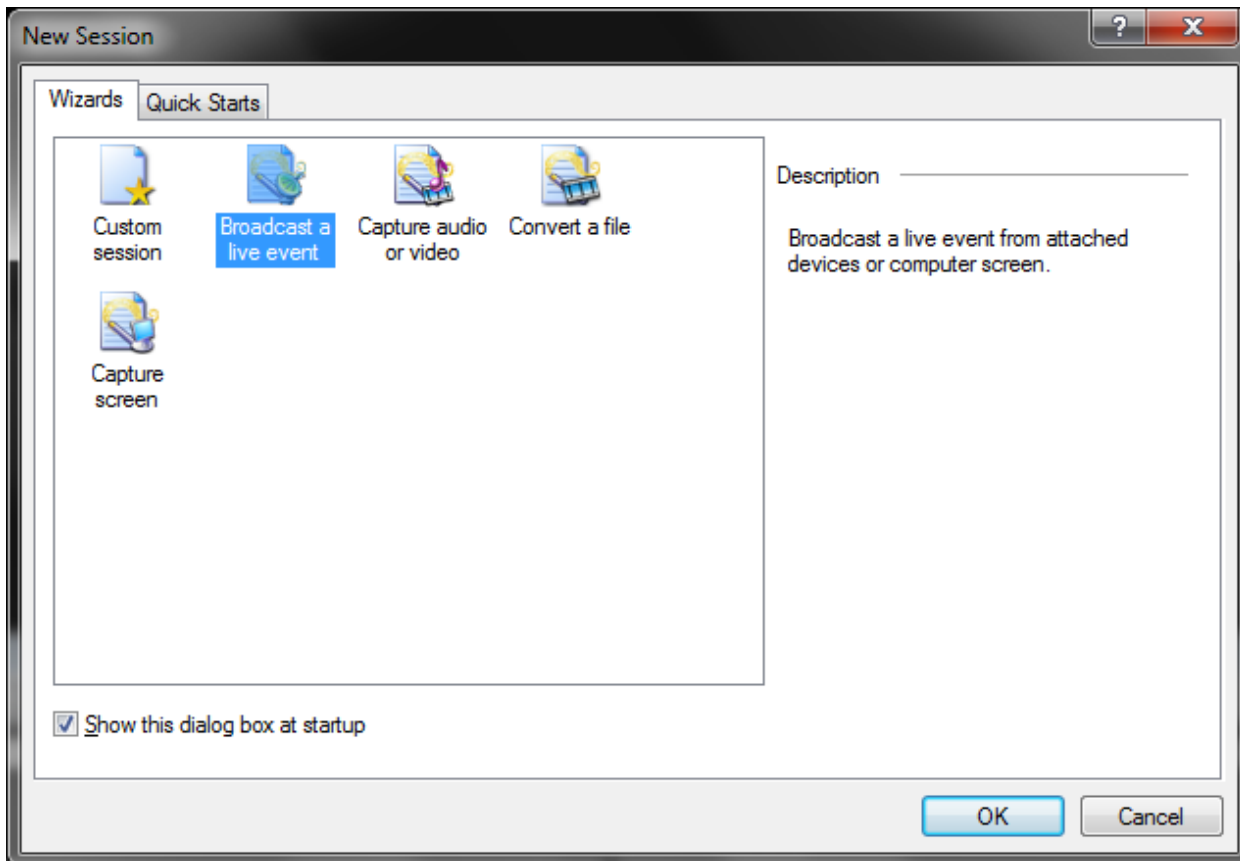 New Session
Wizards
Quick Starts
Custom
session
Broadcast a
live event
Capture audio
or video
Convert a file
Capture
screen
Description
Broadcast a live event from attached
devices or computer screen.
Show this dialog box at startup
OK
Cancel